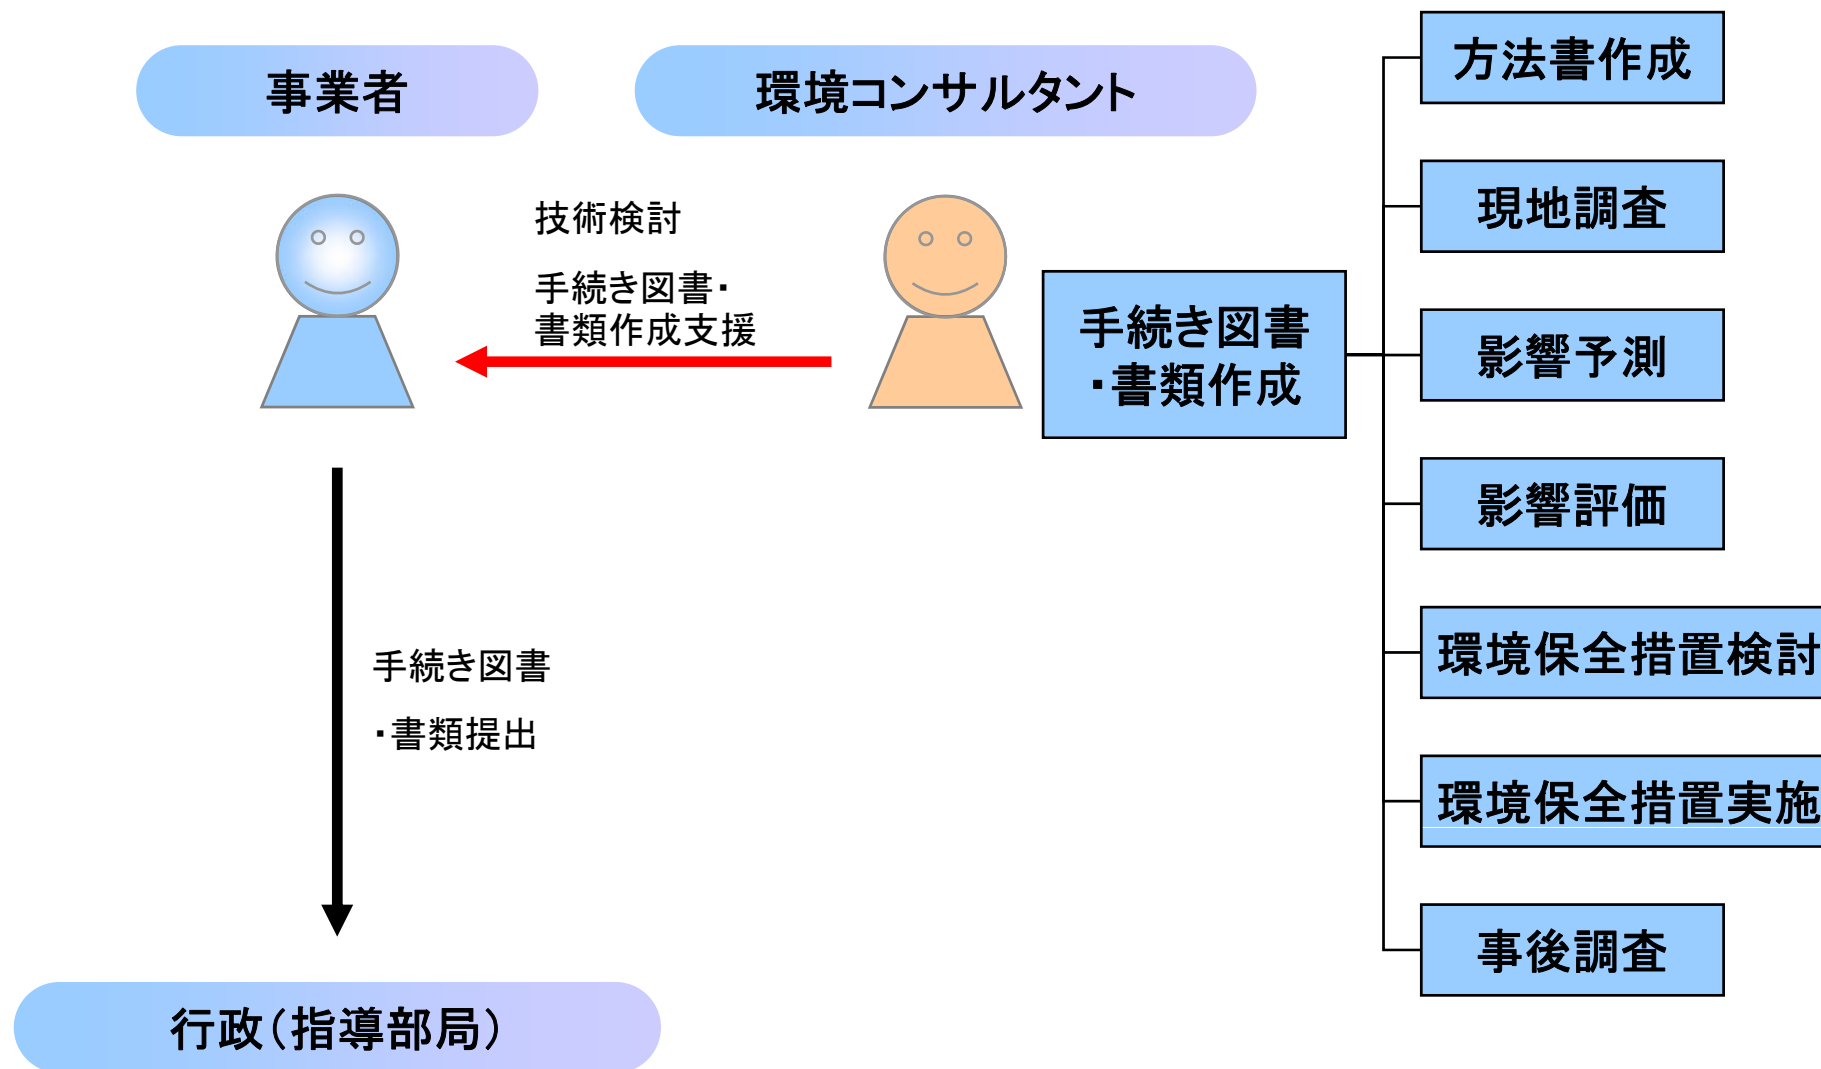 事業者
環境コンサルタント
技術検討
手続き図書・
書類作成支援
手続き図書
・書類作成
手続き図書
・書類提出
行政(指導部局)
方法書作成
現地調査
影響予測
影響評価
環境保全措置検討
環境保全措置実施
事後調査